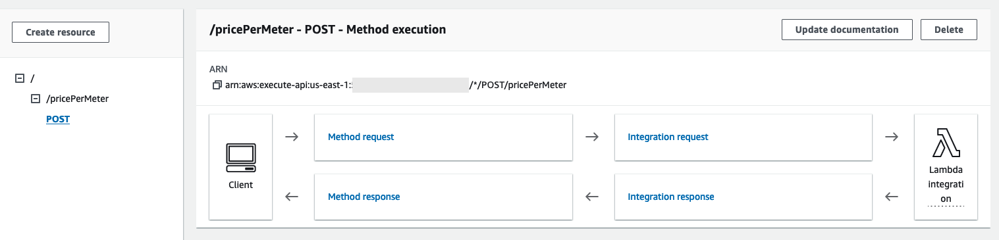 Create resource
/
/pricePerMeter
POST
/pricePerMeter - POST - Method execution
Update documentation
Delete
ARN
arn:aws:execute-api:us-east-1: /*/POST/pricePerMeter
Client
Method request
Integration request
Method response
Integration response
Lambda
integrati
on